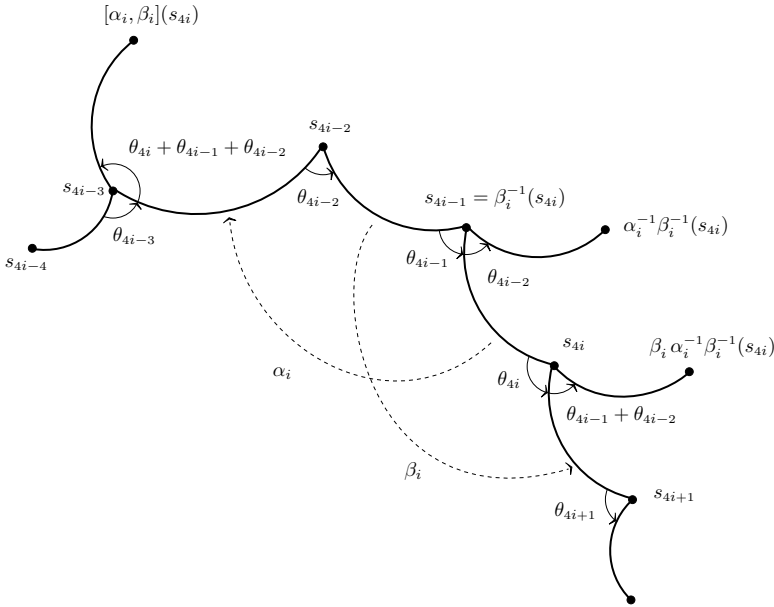 [α_i, β_i](s_{4i})
s_{4i−2}
θ_{4i} + θ_{4i−1} + θ_{4i−2}
s_{4i−3}
θ_{4i−2}
s_{4i−1} = β_i^{−1}(s_{4i})
α_i^{−1}β_i^{−1}(s_{4i})
θ_{4i−3}
s_{4i−4}
θ_{4i−1}
θ_{4i−2}
s_{4i}
β_i α_i^{−1}β_i^{−1}(s_{4i})
α_i
θ_{4i}
θ_{4i−1} + θ_{4i−2}
β_i
s_{4i+1}
θ_{4i+1}